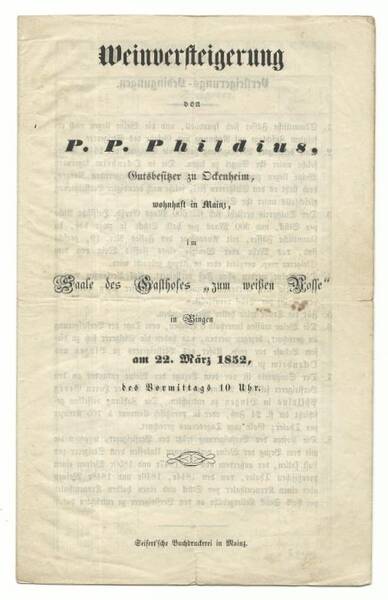 Weinversteigerung
von
P. P. Phildius,
Gutsbesitzer zu Ockenheim,
wohnhaft in Mainz,
im
Saale des Gasthofes „zum weißen Rosse“
in Bingen
am 22. März 1852,
des Vormittags 10 Uhr.
Seifert'sche Buchdruckerei in Mainz.